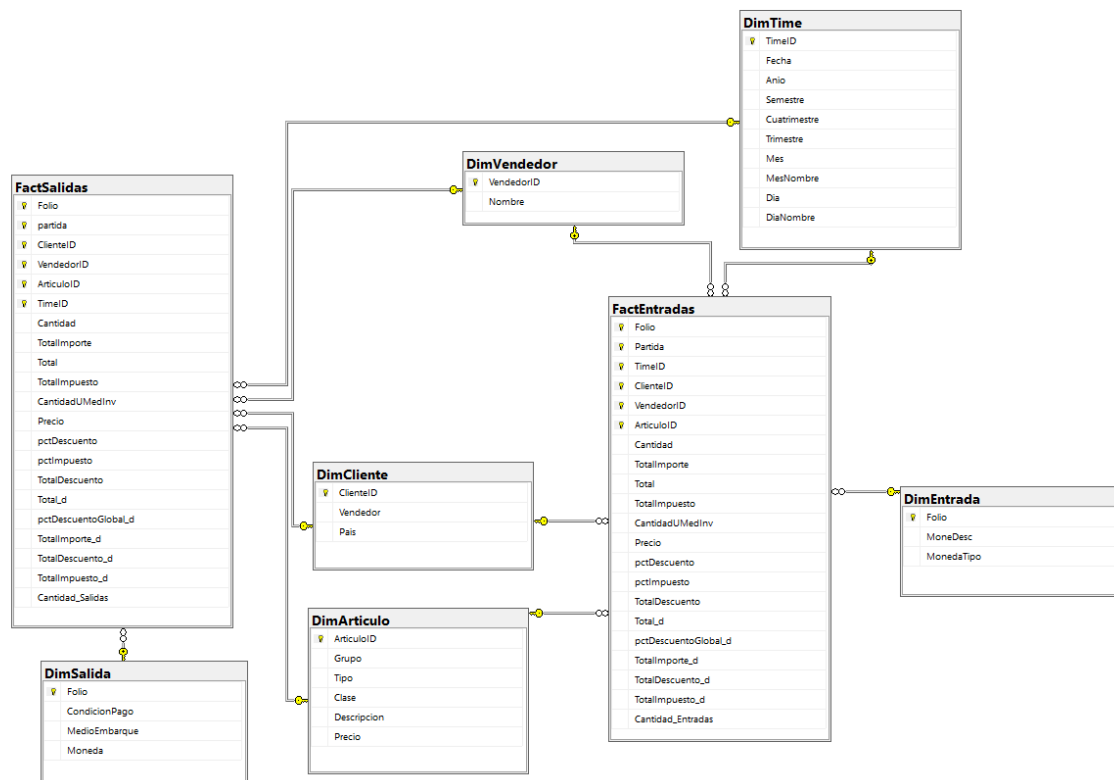 DimTime
TimeID
Fecha
Anio
Semestre
Cuatrimestre
Trimestre
Mes
MesNombre
Dia
DiaNombre
DimVendedor
VendedorID
Nombre
FactSalidas
Folio
partida
ClienteID
VendedorID
ArticuloID
TimeID
Cantidad
TotalImporte
Total
TotalImpuesto
CantidadUMedInv
Precio
pctDescuento
pctImpuesto
TotalDescuento
Total_d
pctDescuentoGlobal_d
TotalImporte_d
TotalDescuento_d
TotalImpuesto_d
Cantidad_Salidas
FactEntradas
Folio
Partida
TimeID
ClienteID
VendedorID
ArticuloID
Cantidad
TotalImporte
Total
TotalImpuesto
CantidadUMedInv
Precio
pctDescuento
pctImpuesto
TotalDescuento
Total_d
pctDescuentoGlobal_d
TotalImporte_d
TotalDescuento_d
TotalImpuesto_d
Cantidad_Entradas
DimCliente
ClienteID
Vendedor
Pais
DimEntrada
Folio
MoneDesc
MonedaTipo
DimArticulo
ArticuloID
Grupo
Tipo
Clase
Descripcion
Precio
DimSalida
Folio
CondicionPago
MedioEmbarque
Moneda